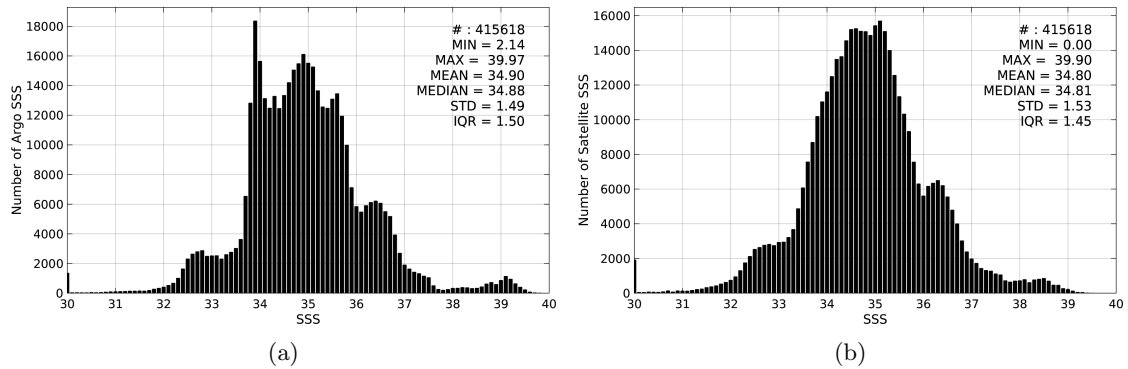 # : 415618
MIN = 2.14
MAX = 39.97
MEAN = 34.90
MEDIAN = 34.88
STD = 1.49
IQR = 1.50
Number of Argo SSS
18000
16000
14000
12000
10000
8000
6000
4000
2000
0
30 31 32 33 34 35 36 37 38 39 40
SSS
(a)
# : 415618
MIN = 0.00
MAX = 39.90
MEAN = 34.80
MEDIAN = 34.81
STD = 1.53
IQR = 1.45
Number of Satellite SSS
16000
14000
12000
10000
8000
6000
4000
2000
0
30 31 32 33 34 35 36 37 38 39 40
SSS
(b)